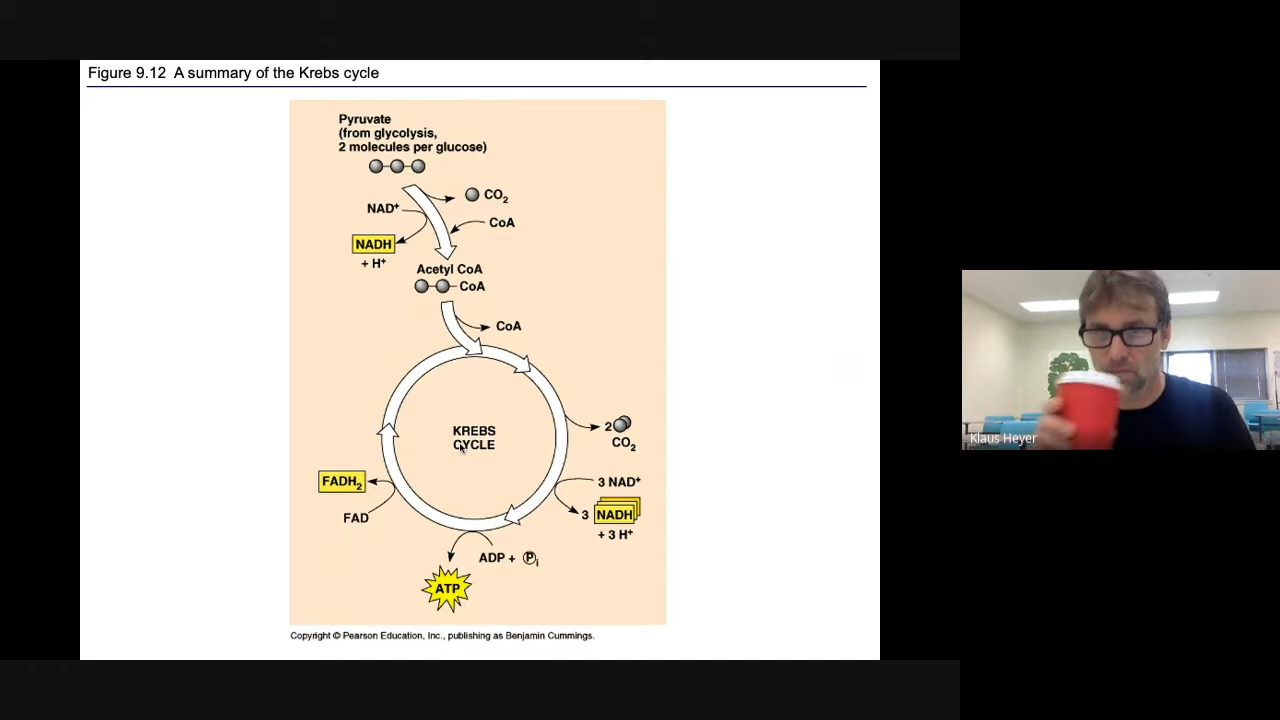 Figure 9.12 A summary of the Krebs cycle
Pyruvate
(from glycolysis,
2 molecules per glucose)
CO₂
NAD⁺
CoA
NADH
+ H⁺
Acetyl CoA
CoA
CoA
KREBS
CYCLE
2
CO₂
FADH₂
3 NAD⁺
3 NADH
FAD
+ 3 H⁺
ADP + Pᵢ
ATP
Copyright © Pearson Education, Inc., publishing as Benjamin Cummings.
Klaus Heyer